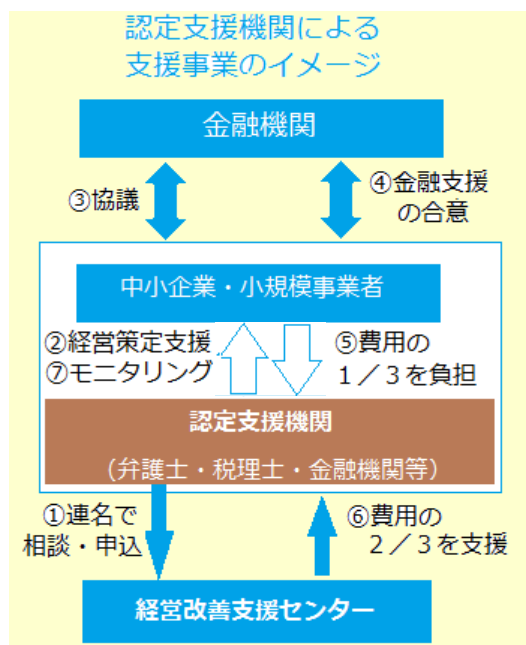 認定支援機関による
支援事業のイメージ
金融機関
③協議
④金融支援
の合意
中小企業・小規模事業者
②経営策定支援
⑦モニタリング
⑤費用の
1/3を負担
認定支援機関
(弁護士・税理士・金融機関等)
①連名で
相談・申込
⑥費用の
2/3を支援
経営改善支援センター